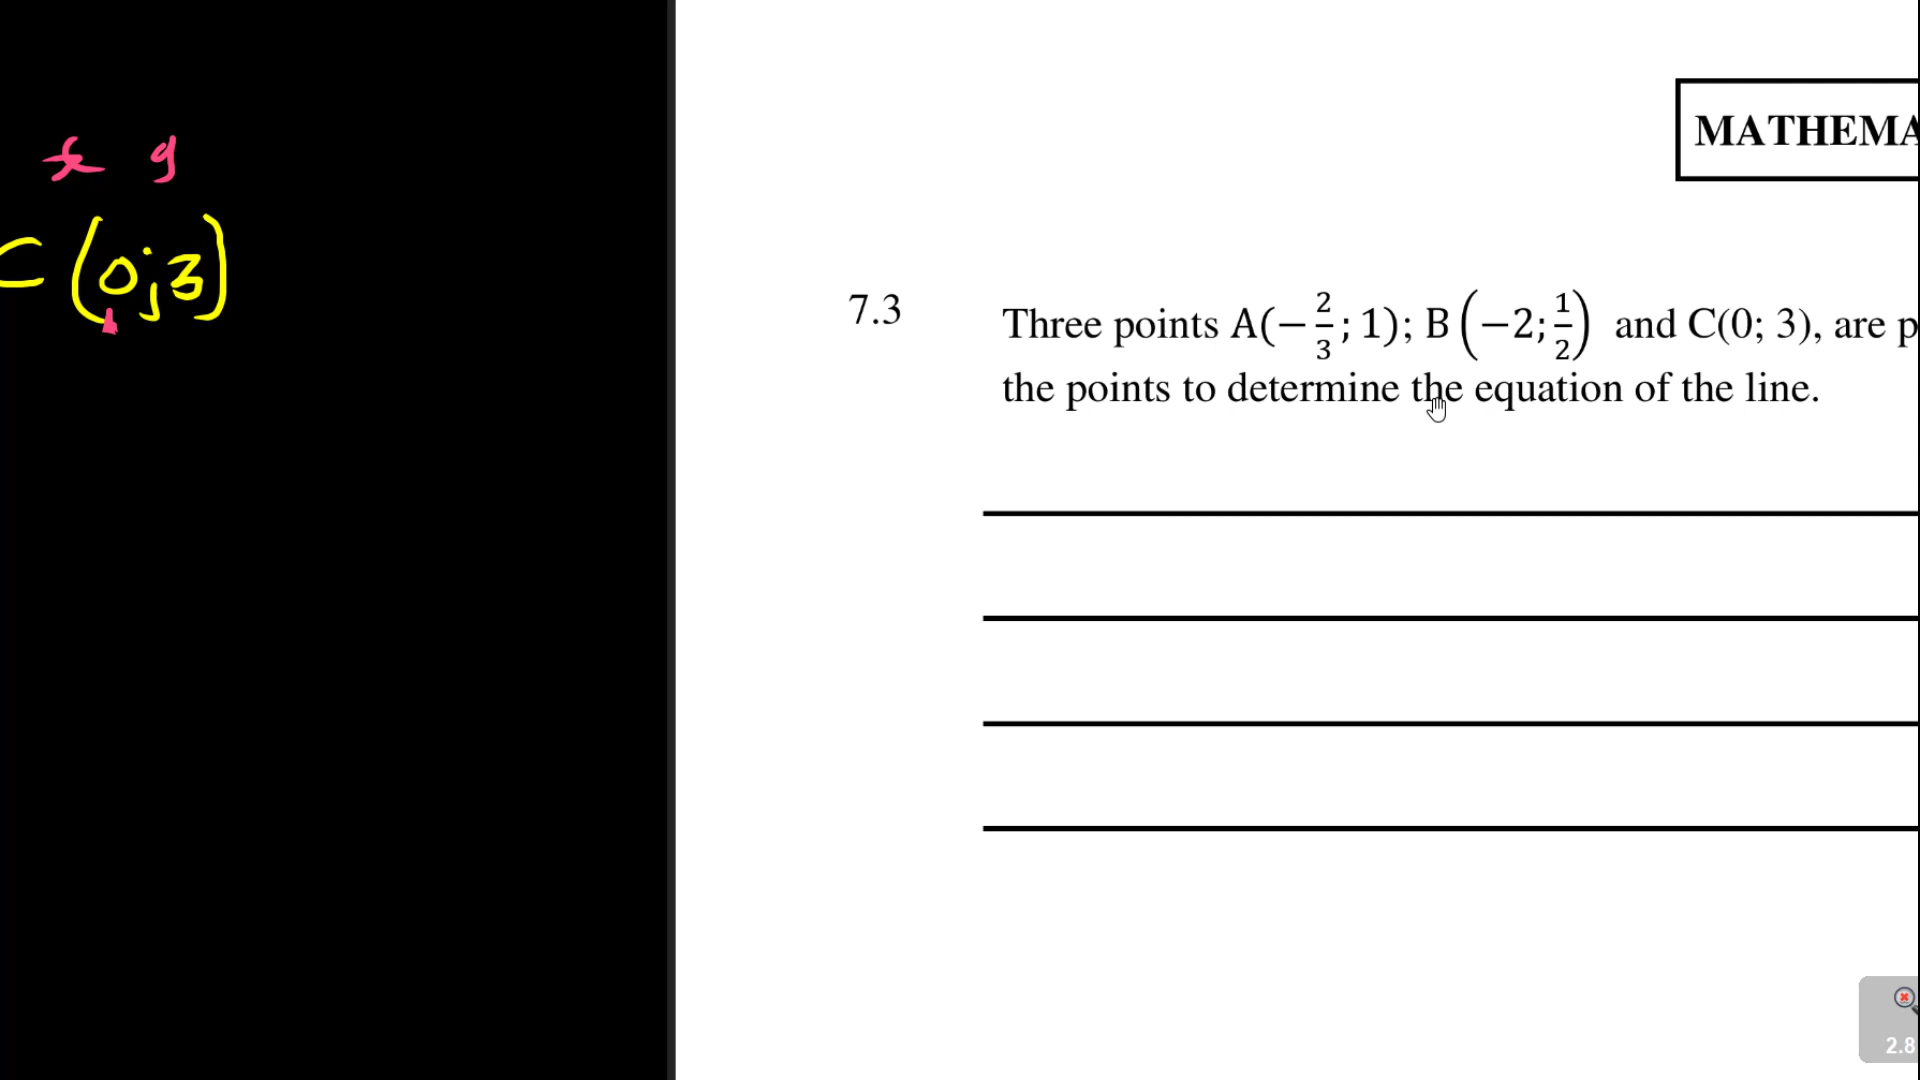 x y
C (0;3)
MATHEMA
7.3 Three points A(−2/3; 1); B(−2; 1/2) and C(0; 3), are p
the points to determine the equation of the line.
2.8